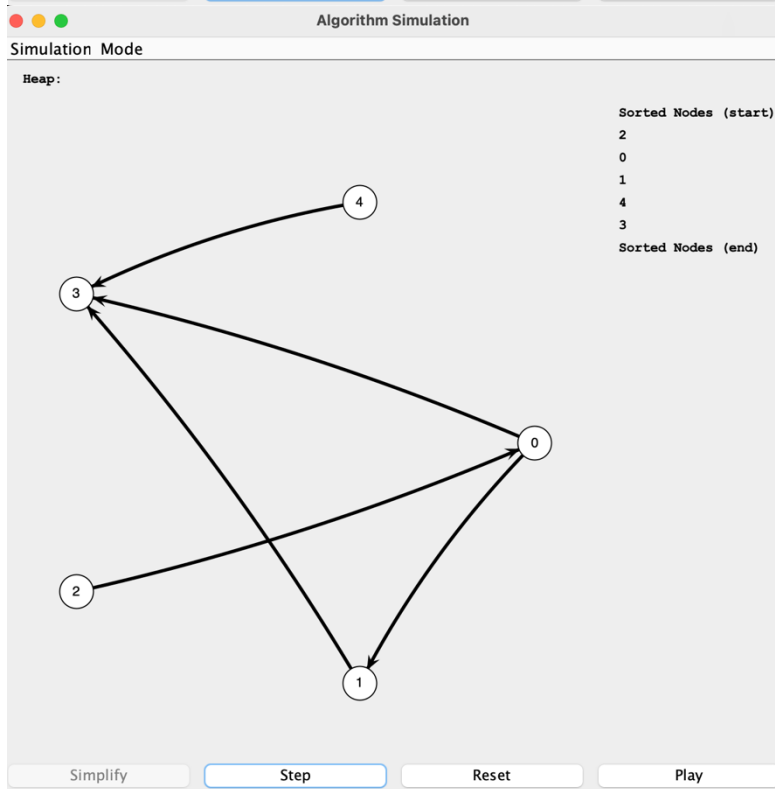 Algorithm Simulation
Simulation Mode
Heap:
Sorted Nodes (start)
2
0
1
4
3
Sorted Nodes (end)
4
3
0
2
1
Simplify
Step
Reset
Play